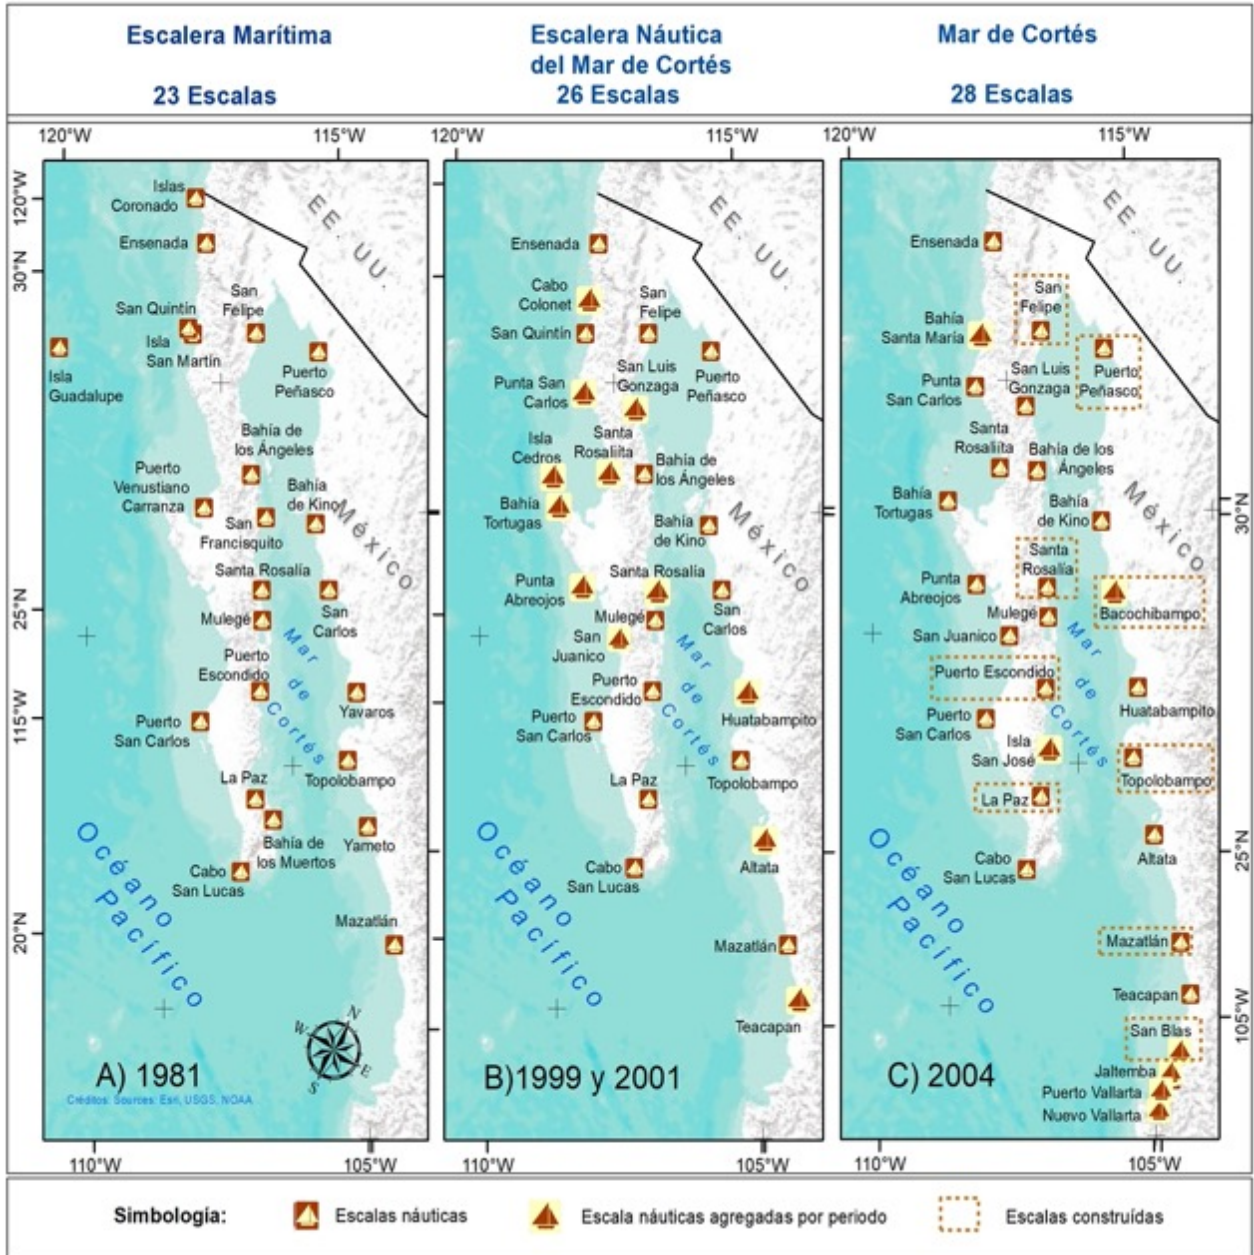 Escalera Marítima
23 Escalas
Escalera Náutica
del Mar de Cortés
26 Escalas
Mar de Cortés
28 Escalas
120°W
115°W
120°W
115°W
120°W
115°W
120°W
30°N
25°N
115°W
20°N
Islas
Coronado
EE. UU
Ensenada
San
Felipe
San Quintín
Isla
San Martín
Isla
Guadalupe
Puerto
Peñasco
Bahía de
los Ángeles
Puerto
Venustiano
Carranza
Bahía
de Kino
México
San
Francisquito
Santa Rosalía
San
Carlos
Mulegé
Mar de Cortés
Puerto
Escondido
Yavaros
Puerto
San Carlos
Topolobampo
La Paz
Bahía de
los Muertos
Yameto
Cabo
San Lucas
Océano
Pacífico
Mazatlán
N
W
E
S
A) 1981
Créditos: Sources: Esri, USGS, NOAA
110°W
105°W
EE. UU
Ensenada
Cabo
Colonet
San
Felipe
San Quintín
San Luis
Gonzaga
Puerto
Peñasco
Punta San
Carlos
Santa
Rosaliita
Isla
Cedros
Bahía de
los Ángeles
Bahía
Tortugas
Bahía
de Kino
México
Punta
Abreojos
Santa Rosalía
Mulegé
San
Carlos
San
Juanico
Mar de Cortés
Puerto
Escondido
Huatabampito
Puerto
San Carlos
Topolobampo
La Paz
Altata
Cabo
San Lucas
Océano
Pacífico
Mazatlán
Teacapan
B)1999 y 2001
110°W
105°W
EE. UU
Ensenada
San
Felipe
Bahía
Santa María
Puerto
Peñasco
San Luis
Gonzaga
Punta
San Carlos
Santa
Rosaliita
Bahía de los
Ángeles
Bahía
Tortugas
Bahía
de Kino
México
30°N
Santa
Rosalía
Punta
Abreojos
Bacochibampo
Mulegé
San Juanico
Mar de Cortés
Puerto Escondido
Huatabampito
Puerto
San Carlos
Isla
San José
Topolobampo
La Paz
Altata
25°N
Cabo
San Lucas
Océano
Pacífico
Mazatlán
Teacapan
105°W
San Blas
Jaltemba
Puerto Vallarta
Nuevo Vallarta
C) 2004
110°W
105°W
Simbología:
Escalas náuticas
Escala náuticas agregadas por periodo
Escalas construídas